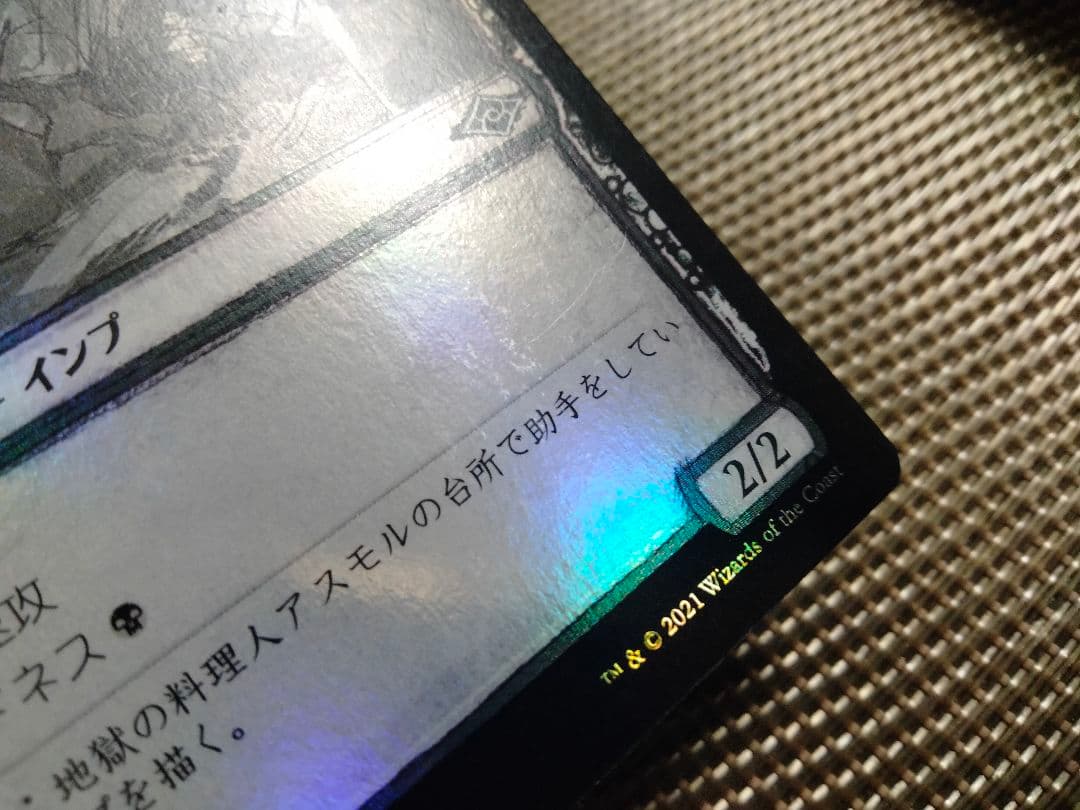 インプ
速攻
ネス
地獄の料理人アスモルの台所で助手をしてい
を描く。
2/2
™ & © 2021 Wizards of the Coast